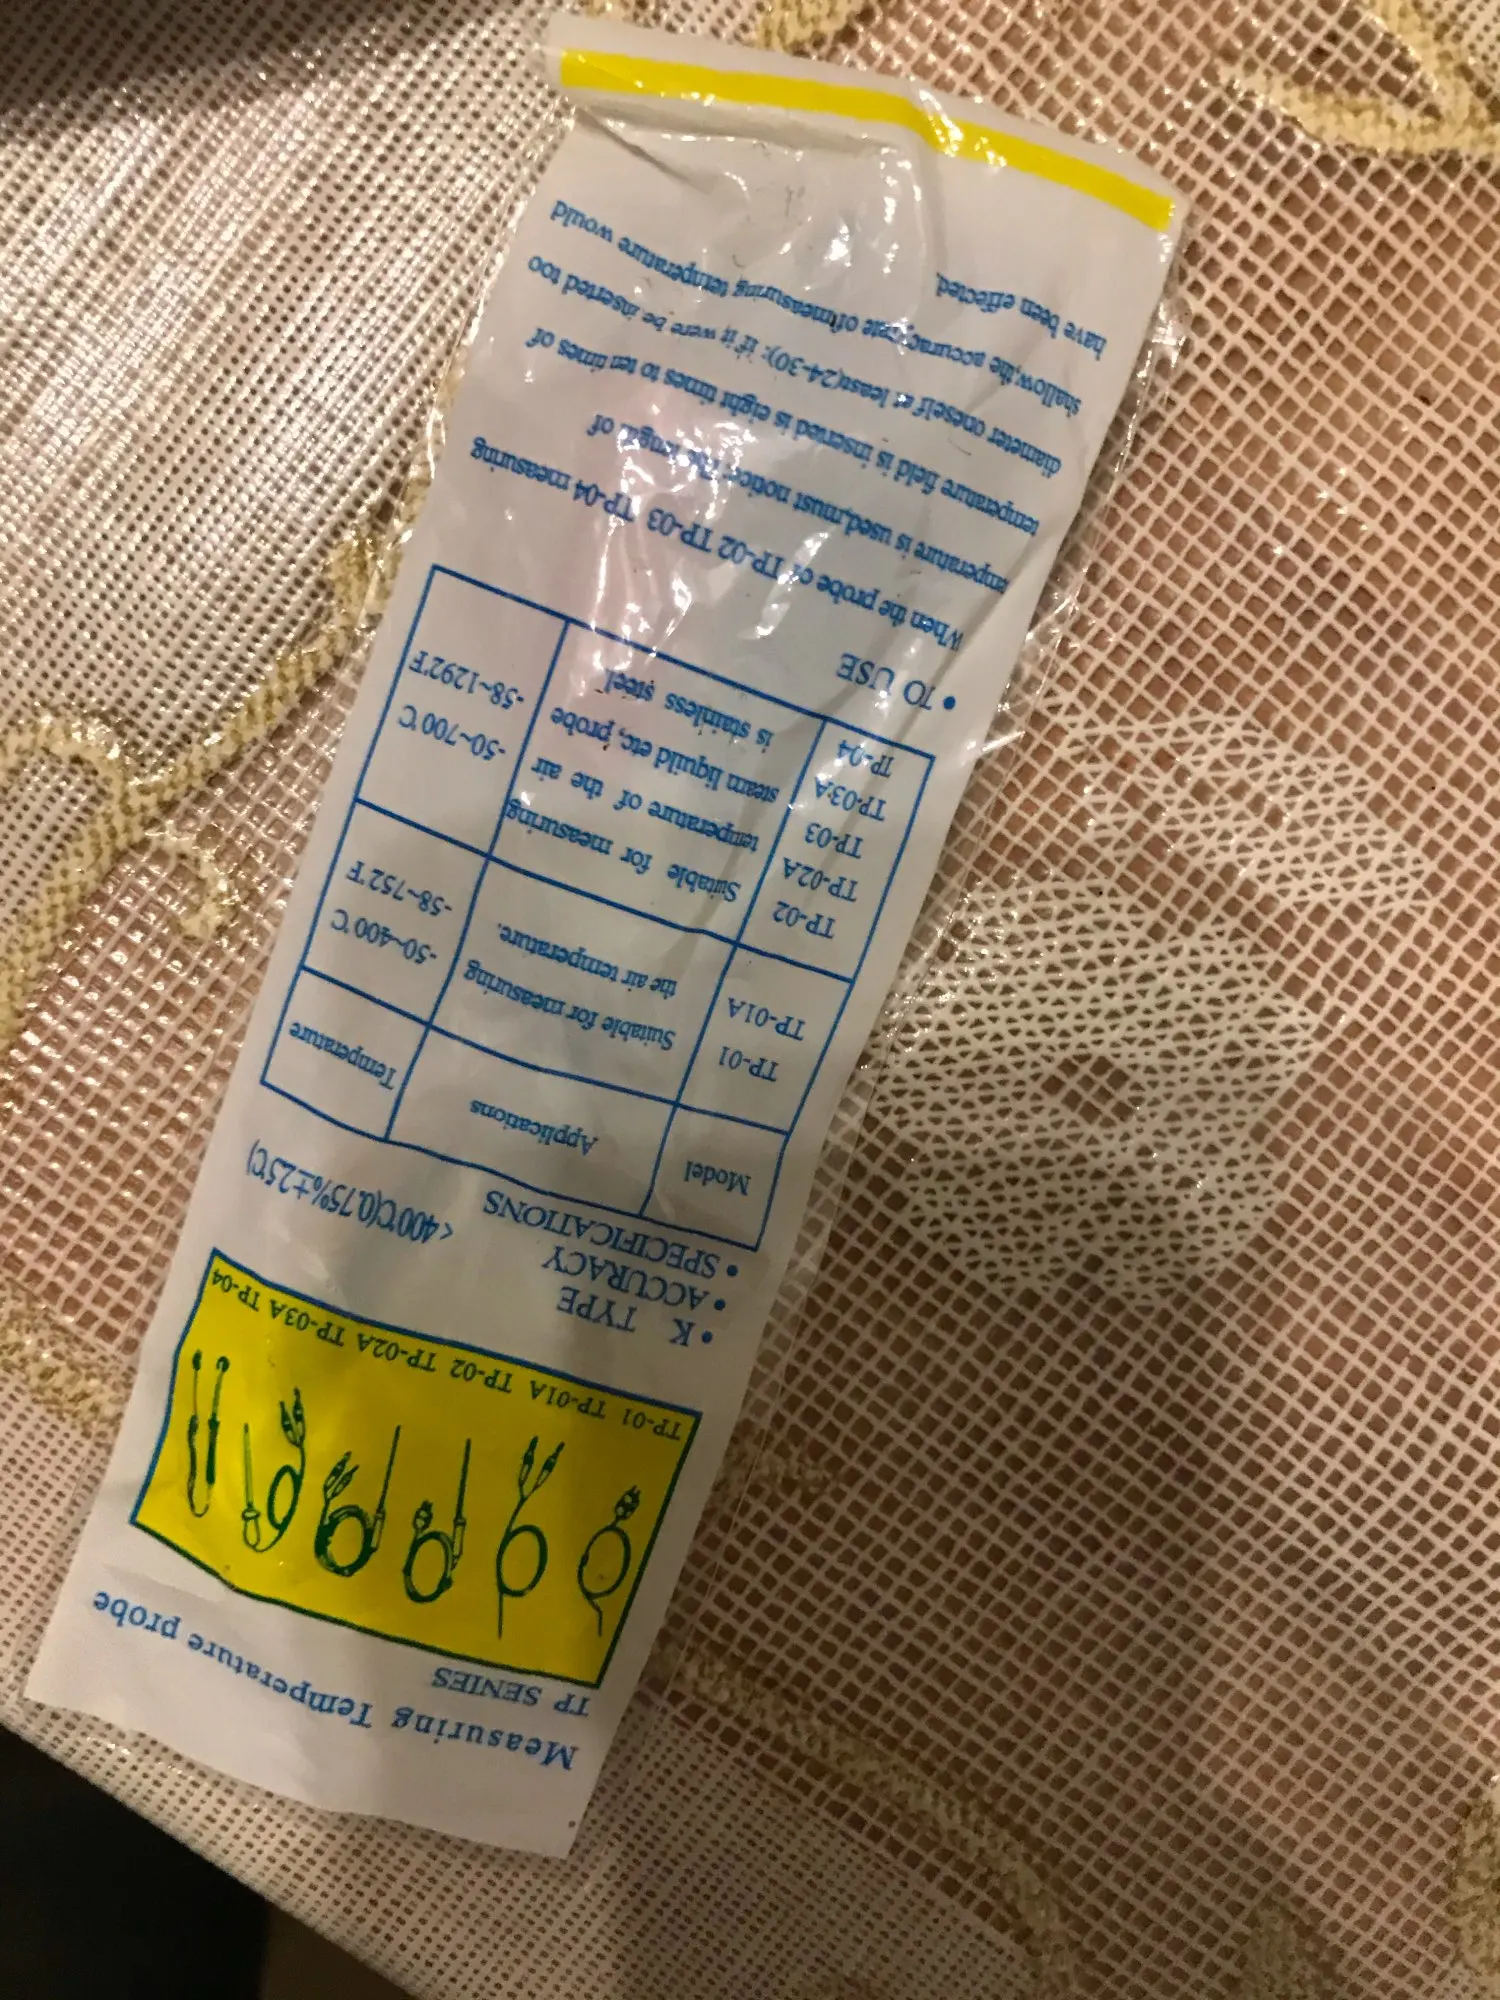 Measuring Temperature probe
TP SENIES
TP-01 TP-01A TP-02 TP-02A TP-03A TP-04
• K TYPE
• ACCURACY <400℃(0.75%±2.5℃)
• SPECIFICATIONS
Model Applications Temperature
TP-01
TP-01A
Suitable for measuring
the air temperature.
-50~400℃
-58~752℉
TP-02
TP-02A
TP-03
TP-03A
TP-04
Suitable for measuring
temperature of the air
steam liquild etc, probe
is stainless steel
-50~700℃
-58~1292℉
• TO USE
When the probe of TP-02 TP-03 TP-04 measuring
temperature is used,must notice: length of
temperature field is inserted is eight times to ten times of
diameter oneself at least(24-30); if it were be inserted too
shallow,the accuracy rate of measuring temperature would
have been effected.